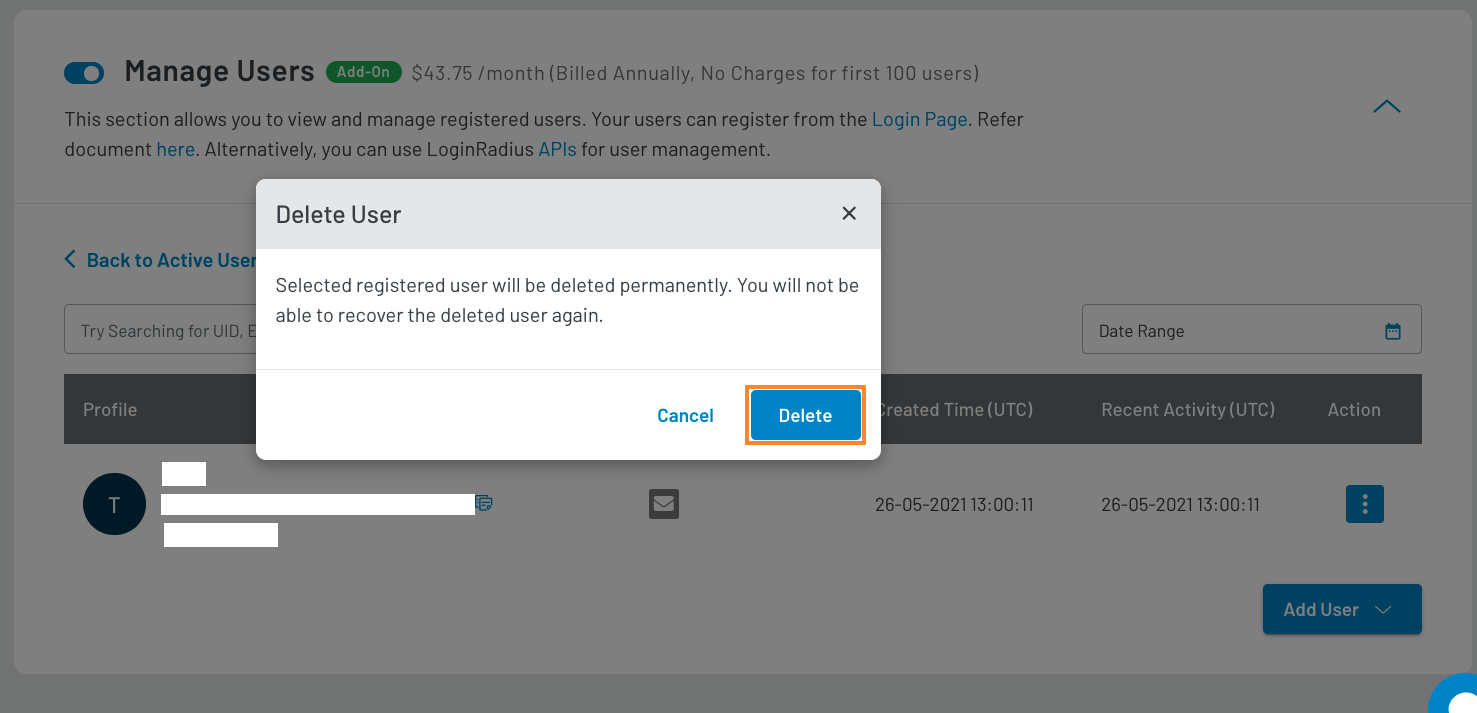 Manage Users Add-On $43.75 /month (Billed Annually, No Charges for first 100 users)
This section allows you to view and manage registered users. Your users can register from the Login Page. Refer
document here. Alternatively, you can use LoginRadius APIs for user management.
Delete User
Back to Active User
Selected registered user will be deleted permanently. You will not be
able to recover the deleted user again.
Try Searching for UID, E
Date Range
Cancel Delete
Profile Created Time (UTC) Recent Activity (UTC) Action
T 26-05-2021 13:00:11 26-05-2021 13:00:11
Add User